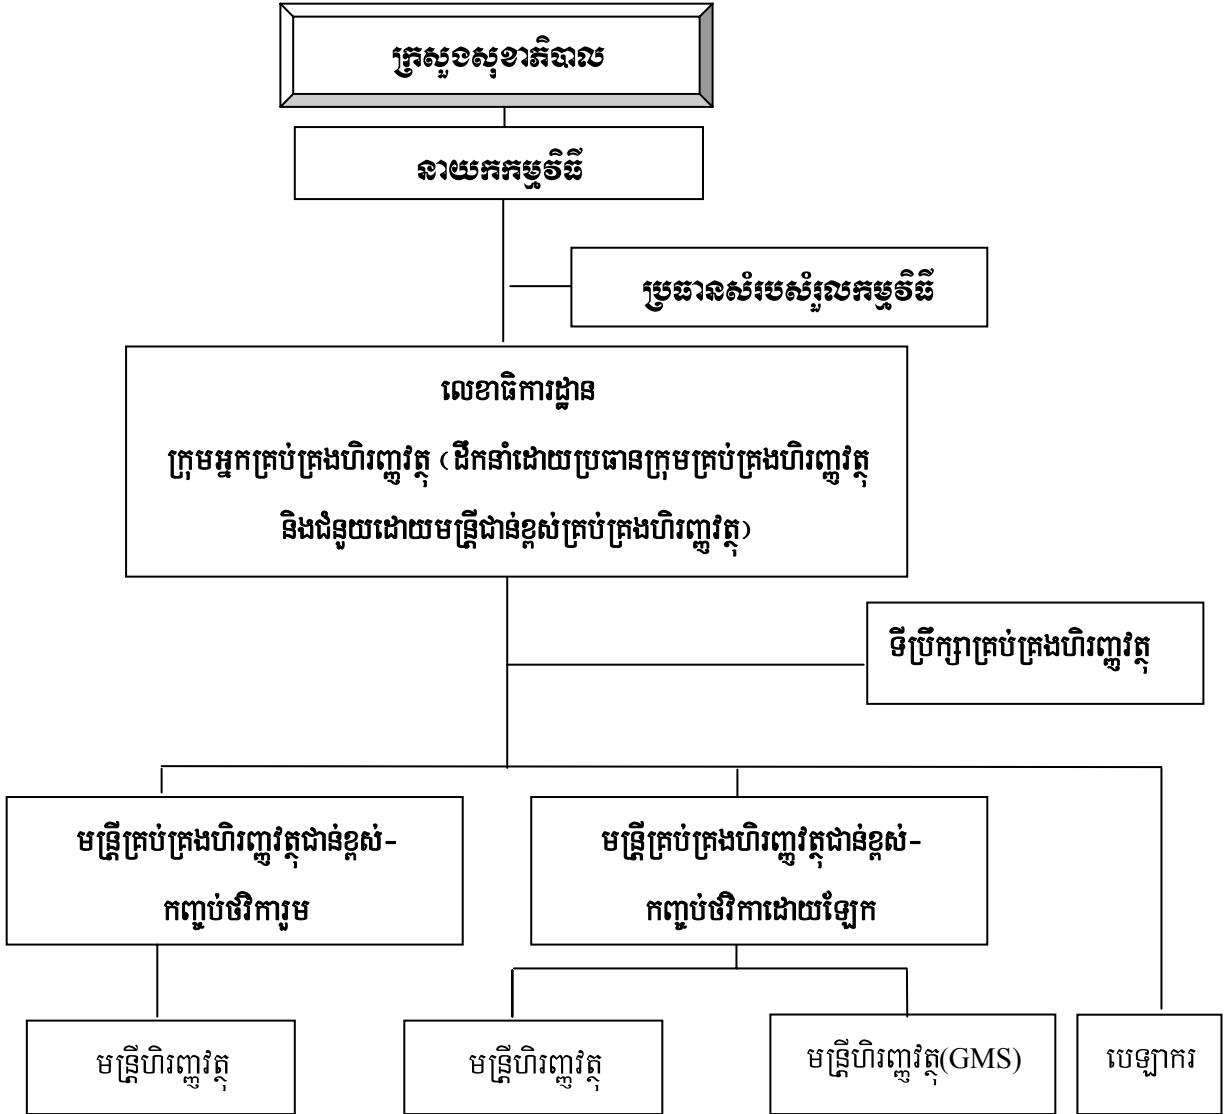 ក្រសួងសុខាភិបាល
នាយកកម្មវិធី
ប្រធានសំរបសំរួលកម្មវិធី
លេខាធិការដ្ឋាន
ក្រុមអ្នកគ្រប់គ្រងហិរញ្ញវត្ថុ (ដឹកនាំដោយប្រធានក្រុមគ្រប់គ្រងហិរញ្ញវត្ថុ
និងជំនួយដោយមន្ត្រីជាន់ខ្ពស់គ្រប់គ្រងហិរញ្ញវត្ថុ)
ទីប្រឹក្សាគ្រប់គ្រងហិរញ្ញវត្ថុ
មន្ត្រីគ្រប់គ្រងហិរញ្ញវត្ថុជាន់ខ្ពស់-
កញ្ចប់ថវិការួម
មន្ត្រីគ្រប់គ្រងហិរញ្ញវត្ថុជាន់ខ្ពស់-
កញ្ចប់ថវិកាដោយឡែក
មន្ត្រីហិរញ្ញវត្ថុ
មន្ត្រីហិរញ្ញវត្ថុ
មន្ត្រីហិរញ្ញវត្ថុ(GMS)
បេឡាករ